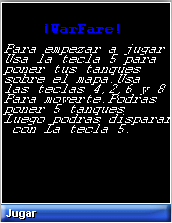 ¡WarFare!
Para empezar a jugar
Usa la tecla 5 para
poner tus tanques
sobre el mapa.Usa
las teclas 4,2,6 y 8
Para moverte.Podras
poner 5 tanques
Luego podras disparar
con La tecla 5.
Jugar